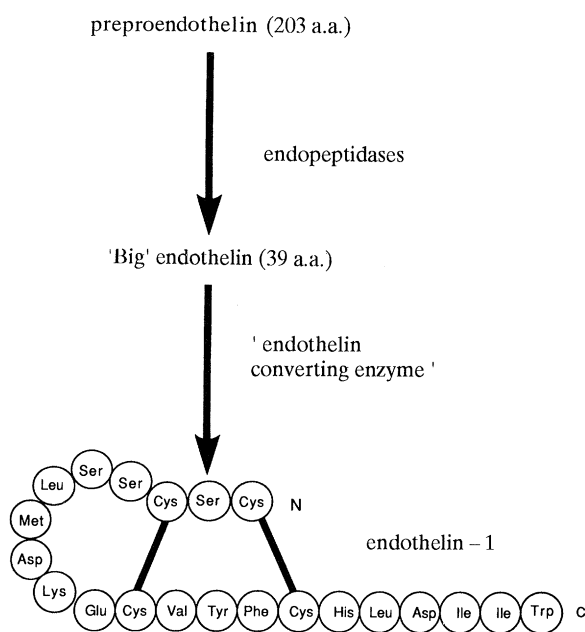 preproendothelin (203 a.a.)
endopeptidases
'Big' endothelin (39 a.a.)
' endothelin
converting enzyme '
Leu Ser Ser Cys Ser Cys N
Met
Asp
Lys
endothelin – 1
Glu Cys Val Tyr Phe Cys His Leu Asp Ile ile Trp C